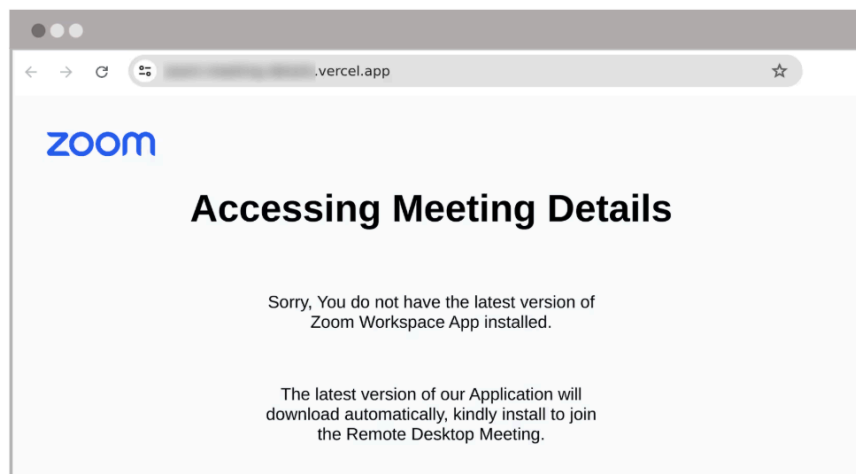 .vercel.app
zoom
Accessing Meeting Details
Sorry, You do not have the latest version of
Zoom Workspace App installed.
The latest version of our Application will
download automatically, kindly install to join
the Remote Desktop Meeting.